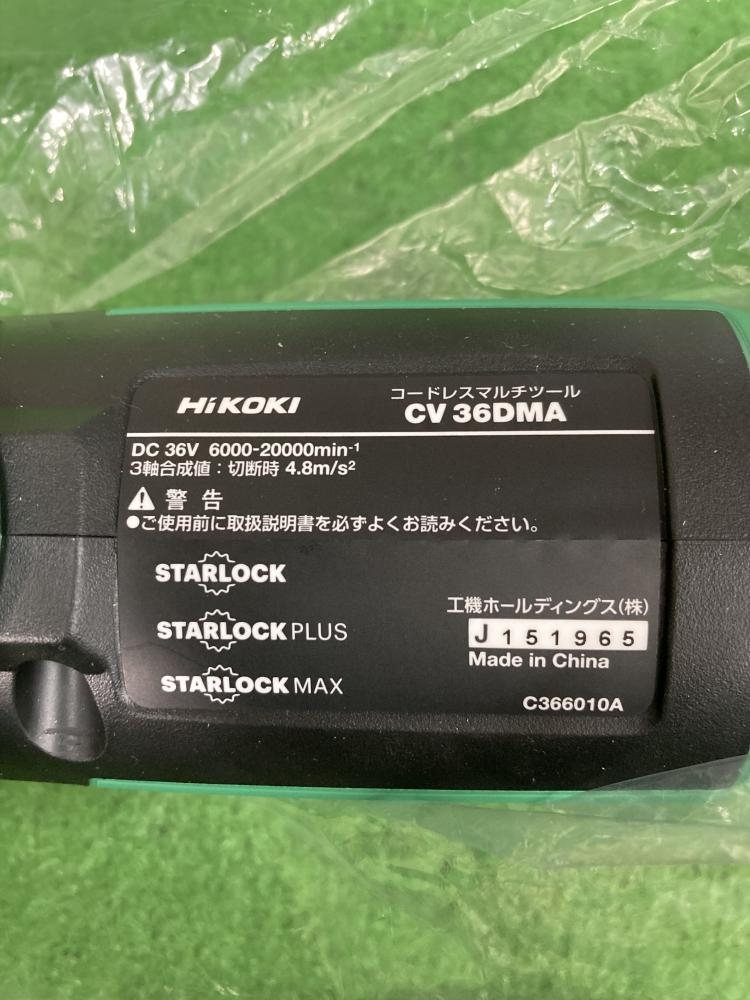 HiKOKI
コードレスマルチツール
CV 36DMA
DC 36V 6000-20000min-1
3軸合成値：切断時 4.8m/s²
警告
●ご使用前に取扱説明書を必ずよくお読みください。
STARLOCK
STARLOCK PLUS
STARLOCK MAX
工機ホールディングス(株)
J 151965
Made in China
C366010A